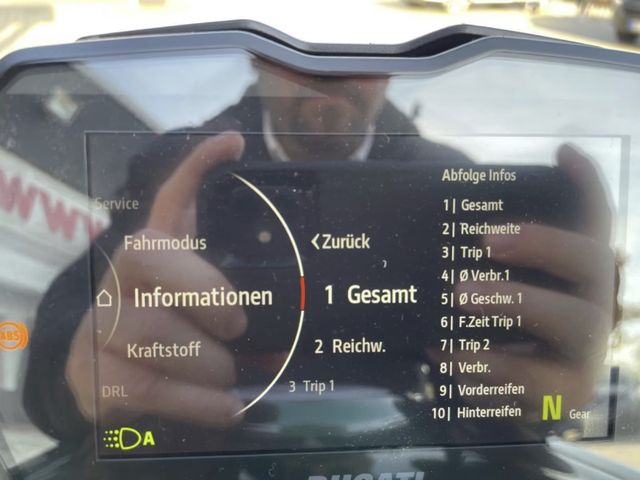 Service
Fahrmodus
Informationen
Kraftstoff
DRL
<Zurück
1 Gesamt
2 Reichw.
3 Trip 1
Abfolge Infos
1| Gesamt
2| Reichweite
3| Trip 1
4| Ø Verbr.1
5| Ø Geschw. 1
6| F.Zeit Trip 1
7| Trip 2
8| Verbr.
9| Vorderreifen
10| Hinterreifen
N Gear
ABS
A
DUCATI
WWW